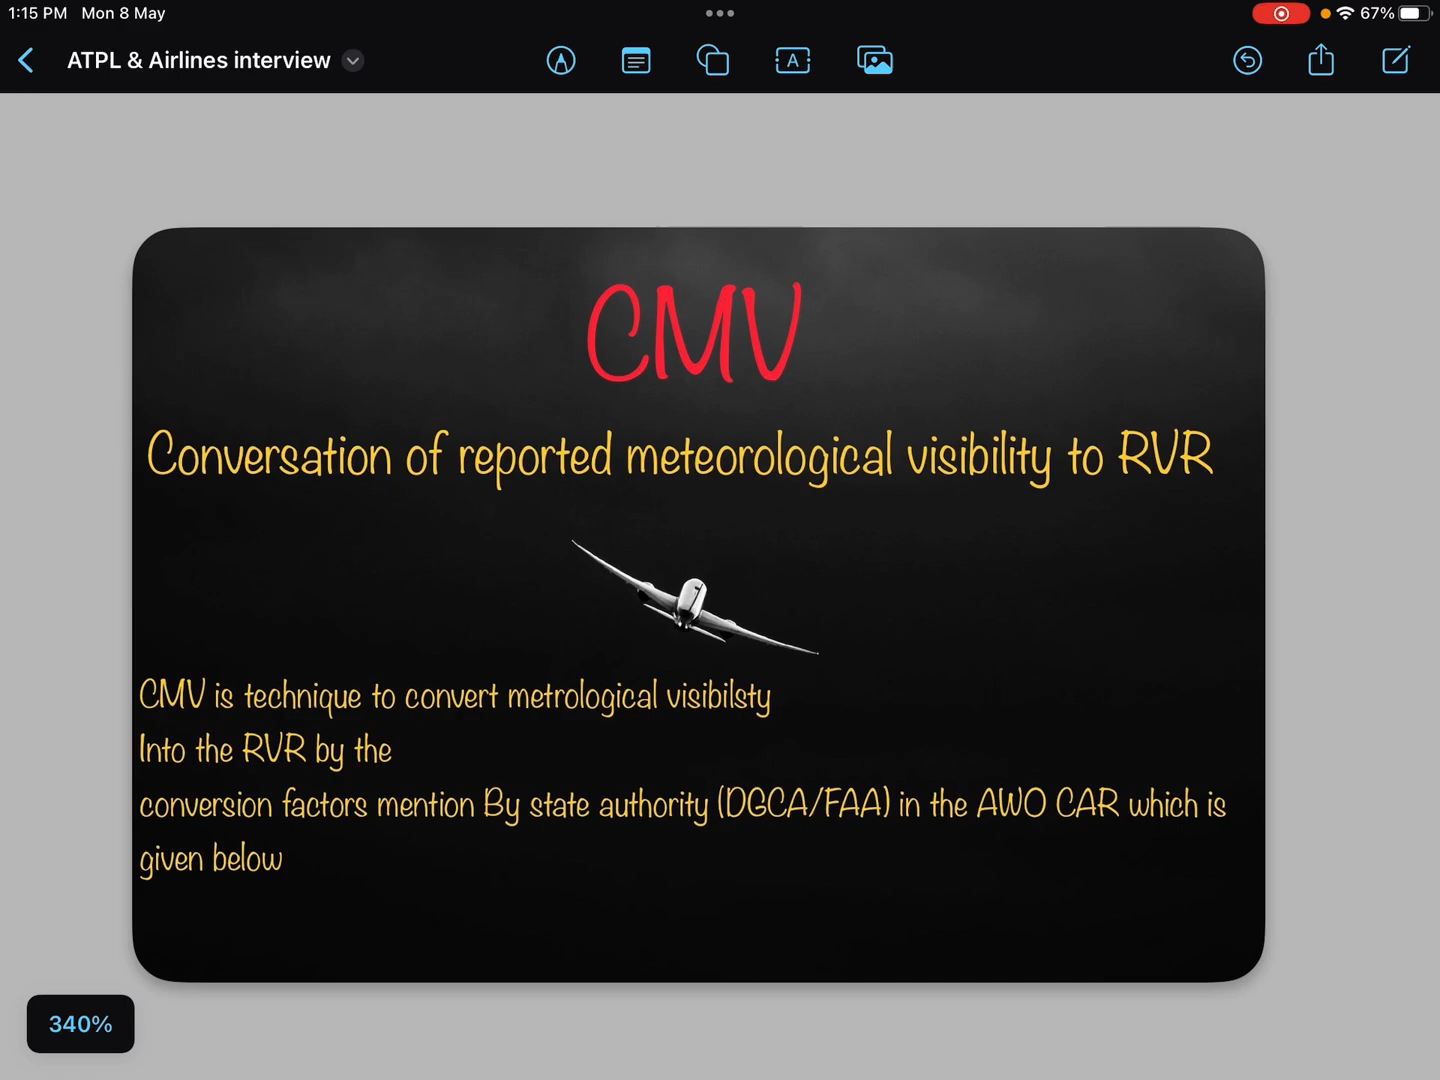 1:15 PM Mon 8 May
67%
ATPL & Airlines interview
A
CMV
Conversation of reported meteorological visibility to RVR
CMV is technique to convert metrological visibilsty
Into the RVR by the
conversion factors mention By state authority (DGCA/FAA) in the AWO CAR which is
given below
340%